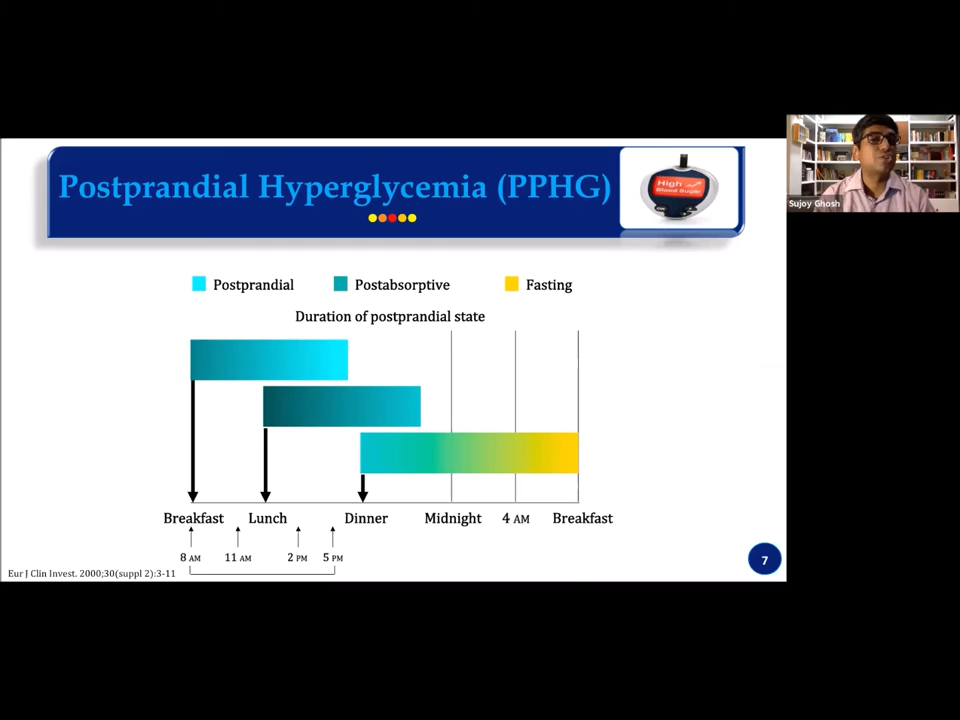 Postprandial Hyperglycemia (PPHG)
High
Blood Sugar
Sujoy Ghosh
Postprandial Postabsorptive Fasting
Duration of postprandial state
Breakfast Lunch Dinner Midnight 4 AM Breakfast
8 AM 11 AM 2 PM 5 PM
Eur J Clin Invest. 2000;30(suppl 2):3-11
7